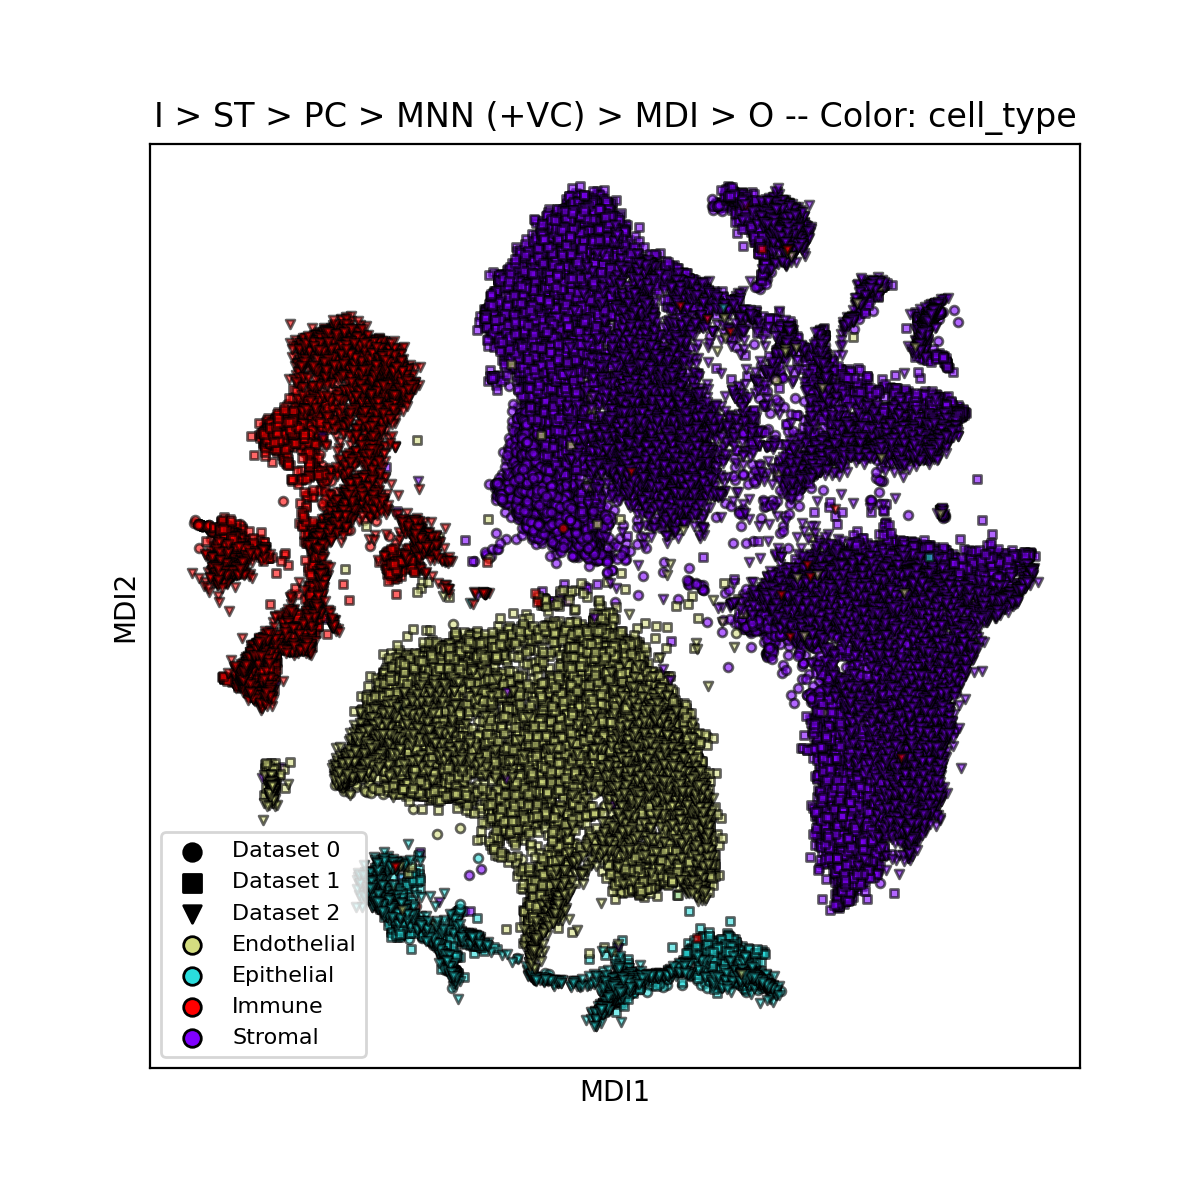 I > ST > PC > MNN (+VC) > MDI > O -- Color: cell_type
MDI2
Dataset 0
Dataset 1
Dataset 2
Endothelial
Epithelial
Immune
Stromal
MDI1